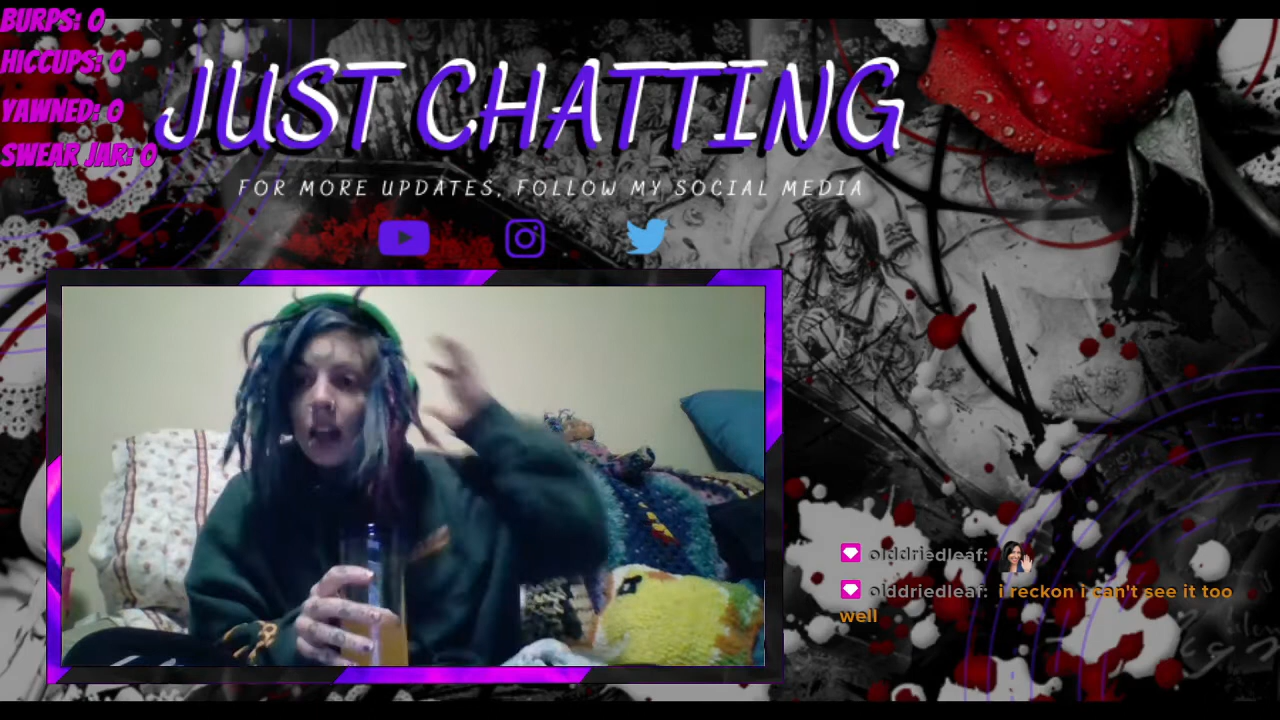 BURPS: 0
HICCUPS: 0
YAWNED: 0
SWEAR JAR: 0
JUST CHATTING
FOR MORE UPDATES, FOLLOW MY SOCIAL MEDIA
olddriedleaf:
olddriedleaf: i reckon i can't see it too
well